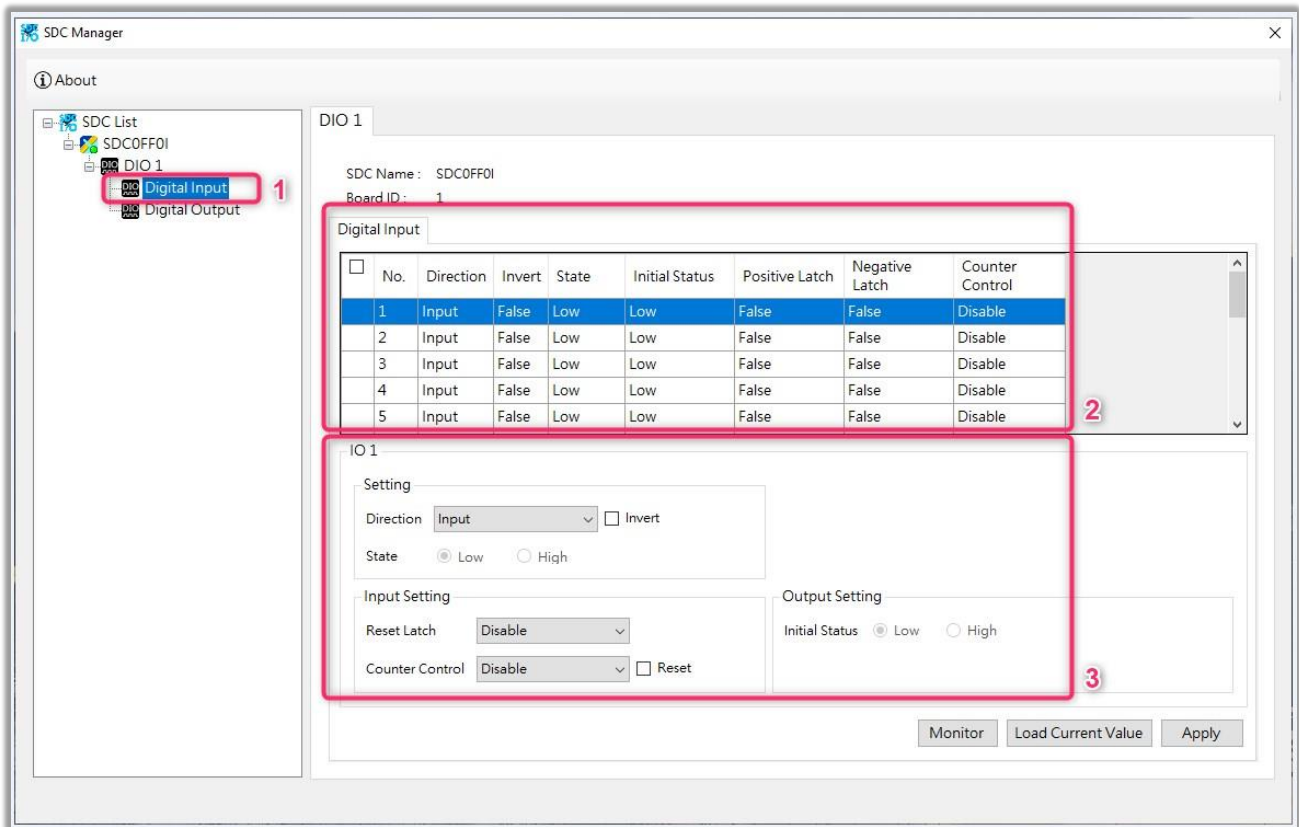 SDC Manager
About
SDC List
SDC0FF0I
DIO 1
Digital Input
1
Digital Output
DIO 1
SDC Name : SDC0FF0I
Board ID : 1
Digital Input
No. Direction Invert State Initial Status Positive Latch Negative Latch Counter Control
1 Input False Low Low False False Disable
2 Input False Low Low False False Disable
3 Input False Low Low False False Disable
4 Input False Low Low False False Disable
5 Input False Low Low False False Disable
2
IO 1
Setting
Direction Input Invert
State Low High
Input Setting
Reset Latch Disable
Counter Control Disable Reset
Output Setting
Initial Status Low High
3
Monitor Load Current Value Apply